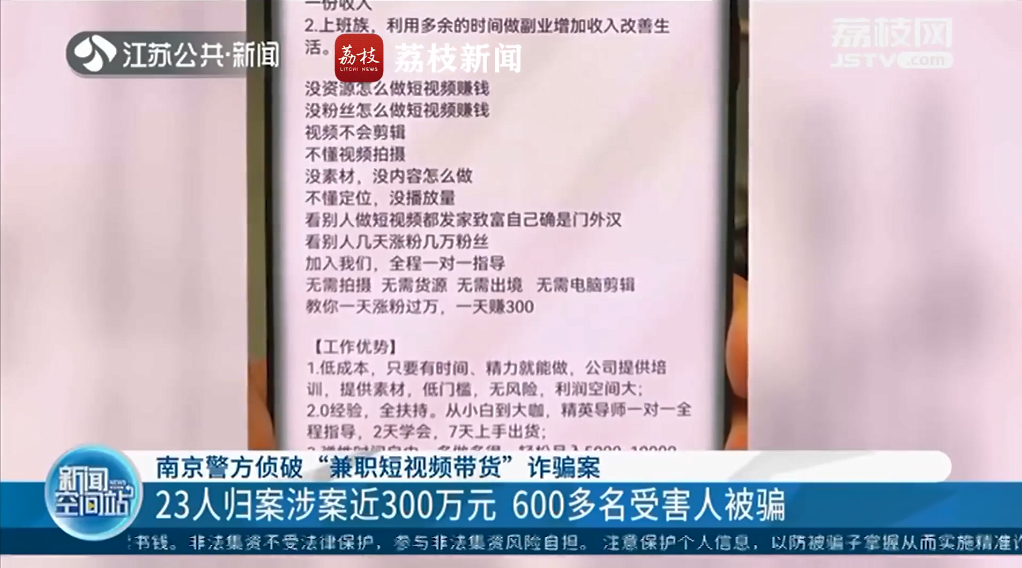 一份收入
2.上班族，利用多余的时间做副业增加收入改善生
活。
江苏公共·新闻
荔枝
LITCHI NEWS
荔枝新闻
荔枝网
JSTV.com
没资源怎么做短视频赚钱
没粉丝怎么做短视频赚钱
视频不会剪辑
不懂视频拍摄
没素材，没内容怎么做
不懂定位，没播放量
看别人做短视频都发家致富自己确是门外汉
看别人几天涨粉几万粉丝
加入我们，全程一对一指导
无需拍摄 无需货源 无需出境 无需电脑剪辑
教你一天涨粉过万，一天赚300
【工作优势】
1.低成本，只要有时间、精力就能做，公司提供培
训，提供素材，低门槛，无风险，利润空间大；
2.0经验，全扶持。从小白到大咖，精英导师一对一全
程指导，2天学会，7天上手出货；
新闻
空间站
南京警方侦破“兼职短视频带货”诈骗案
23人归案涉案近300万元 600多名受害人被骗
书钱。非法集资不受法律保护，参与非法集资风险自担。 注意保护个人信息，以防被骗子掌握从而实施精准